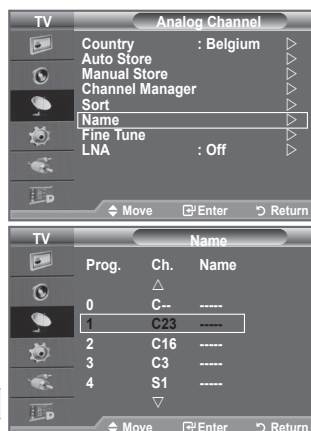 TV Analog Channel
Country : Belgium
Auto Store
Manual Store
Channel Manager
Sort
Name
Fine Tune
LNA : Off
Move Enter Return
TV Name
Prog. Ch. Name
0 C-- -----
1 C23 -----
2 C16 -----
3 C3 -----
4 S1 -----
Move Enter Return